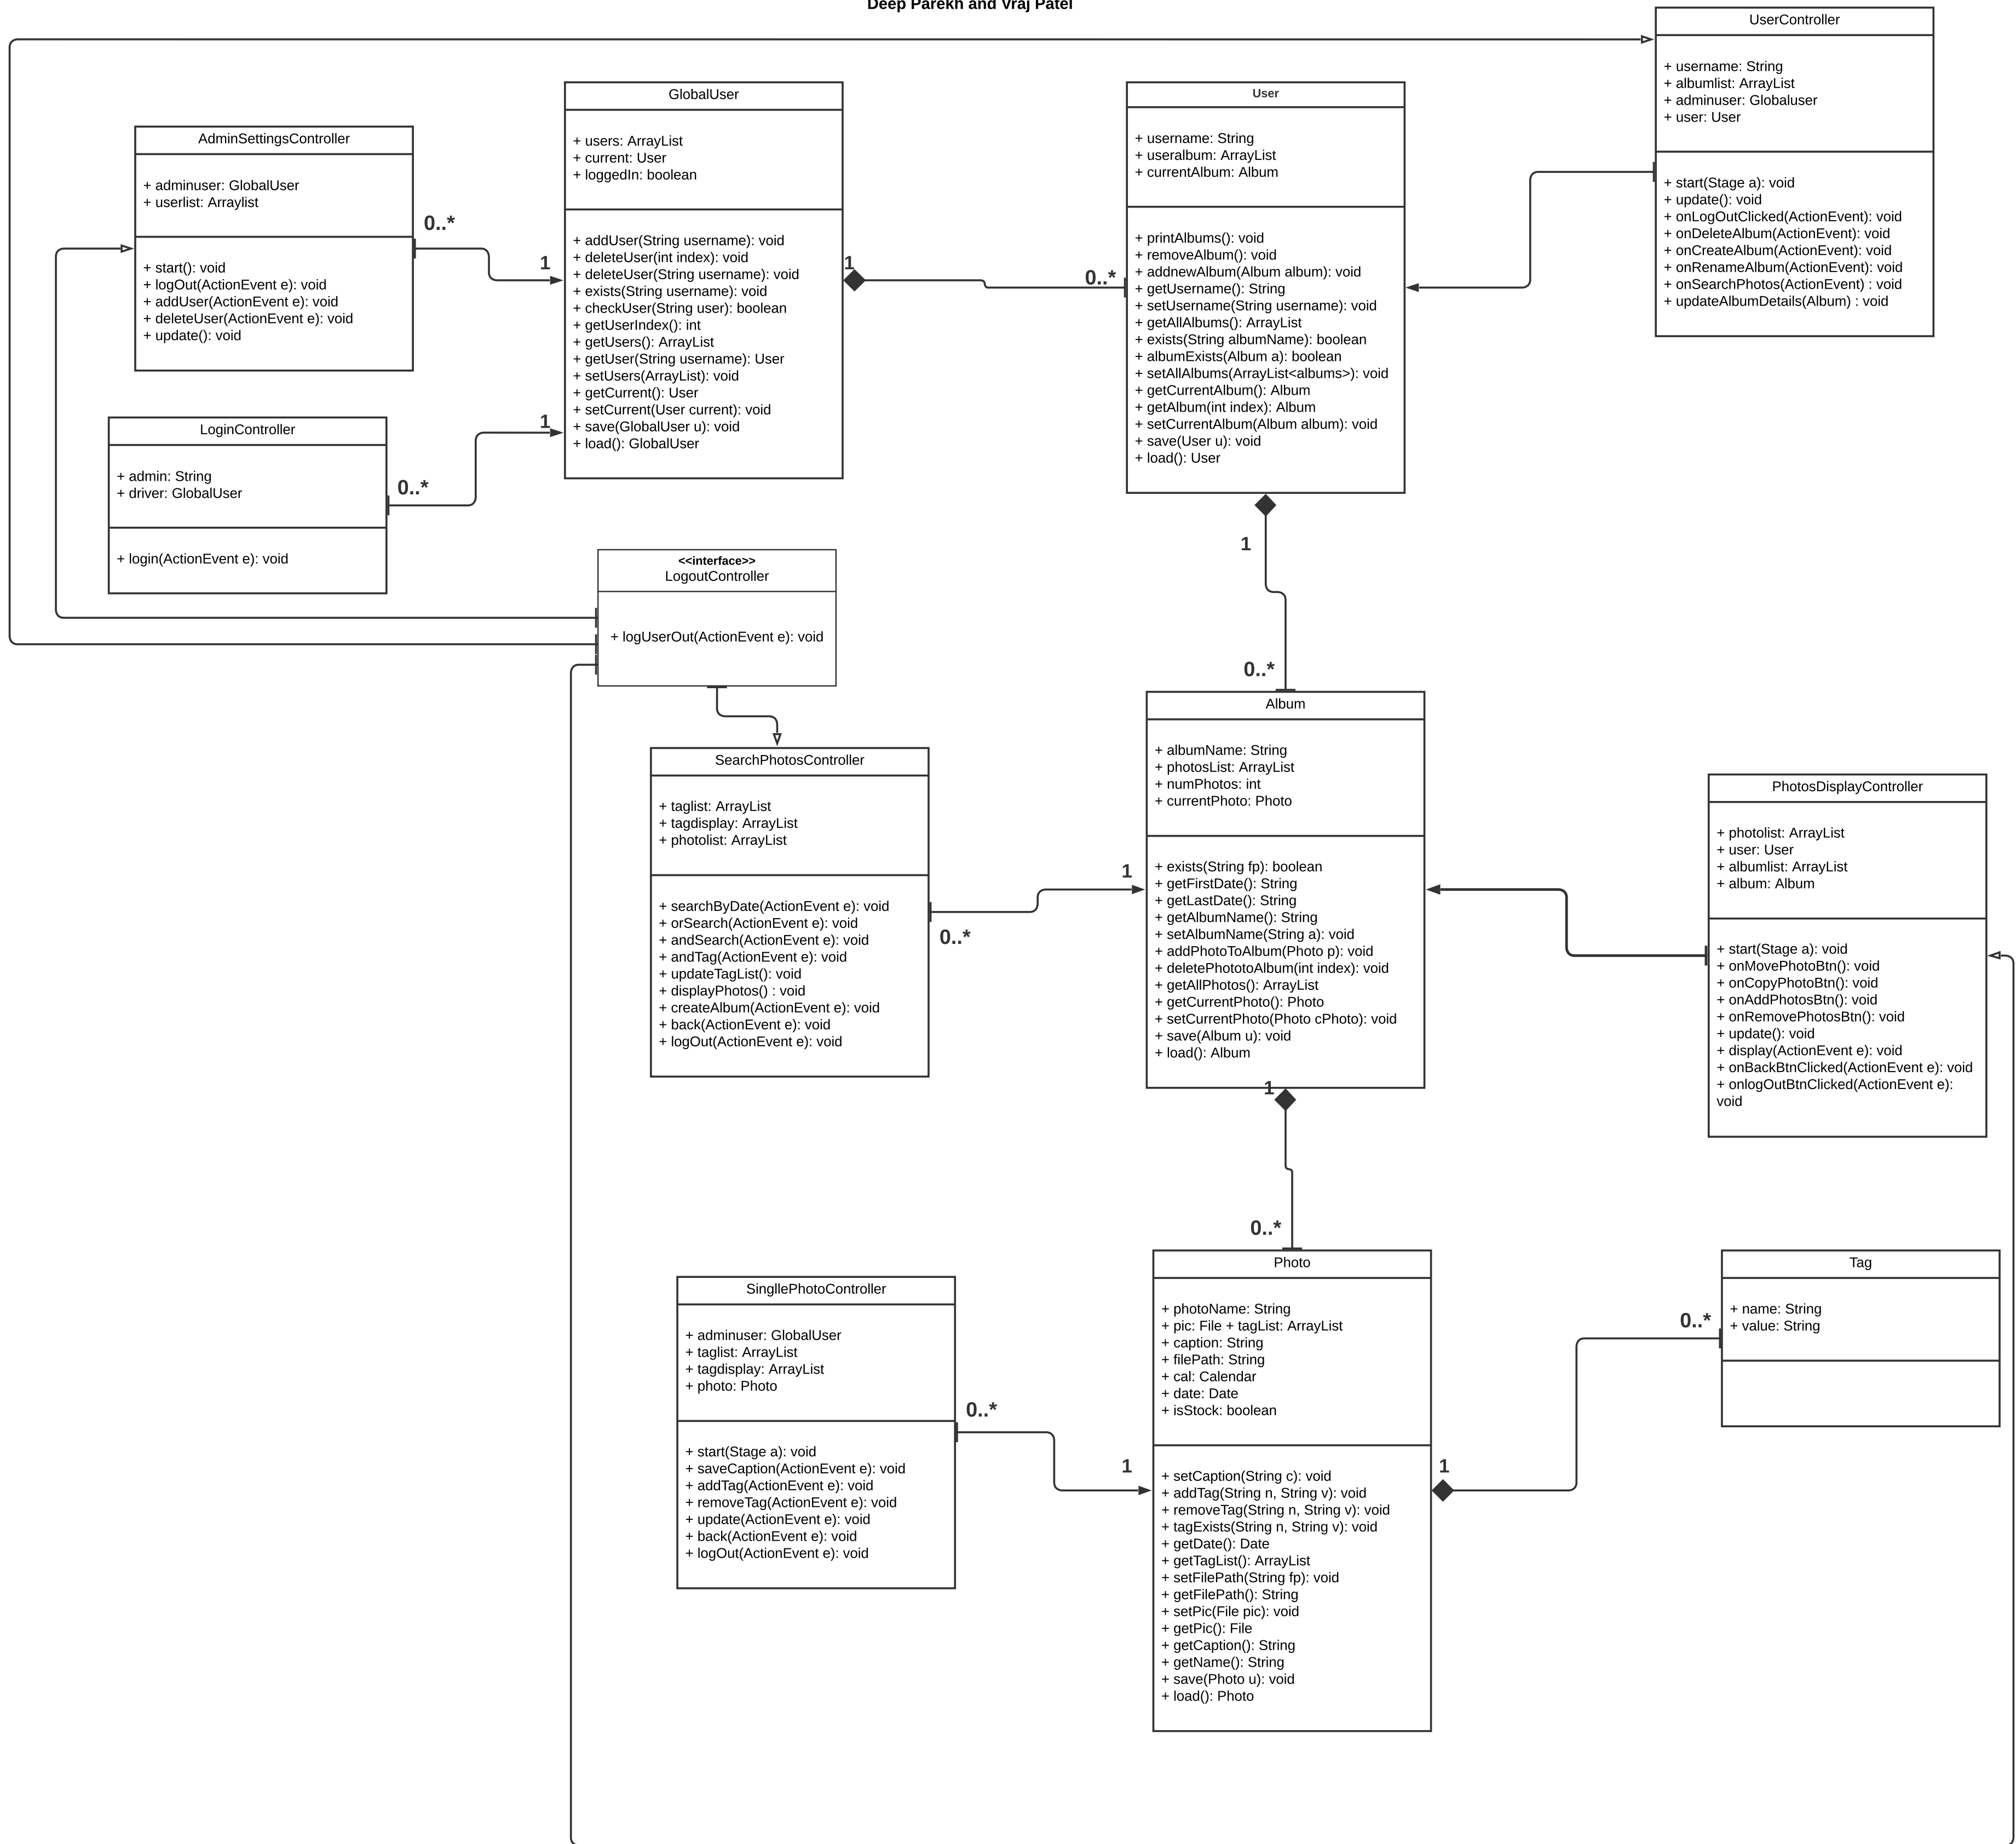 Deep Parekh and Vraj Patel
UserController
+ username: String
+ albumlist: ArrayList
+ adminuser: Globaluser
+ user: User
+ start(Stage a): void
+ update(): void
+ onLogOutClicked(ActionEvent): void
+ onDeleteAlbum(ActionEvent): void
+ onCreateAlbum(ActionEvent): void
+ onRenameAlbum(ActionEvent): void
+ onSearchPhotos(ActionEvent) : void
+ updateAlbumDetails(Album) : void
GlobalUser
+ users: ArrayList
+ current: User
+ loggedIn: boolean
+ addUser(String username): void
+ deleteUser(int index): void
+ deleteUser(String username): void
+ exists(String username): void
+ checkUser(String user): boolean
+ getUserIndex(): int
+ getUsers(): ArrayList
+ getUser(String username): User
+ setUsers(ArrayList): void
+ getCurrent(): User
+ setCurrent(User current): void
+ save(GlobalUser u): void
+ load(): GlobalUser
User
+ username: String
+ useralbum: ArrayList
+ currentAlbum: Album
+ printAlbums(): void
+ removeAlbum(): void
+ addnewAlbum(Album album): void
+ getUsername(): String
+ setUsername(String username): void
+ getAllAlbums(): ArrayList
+ exists(String albumName): boolean
+ albumExists(Album a): boolean
+ setAllAlbums(ArrayList<albums>): void
+ getCurrentAlbum(): Album
+ getAlbum(int index): Album
+ setCurrentAlbum(Album album): void
+ save(User u): void
+ load(): User
AdminSettingsController
+ adminuser: GlobalUser
+ userlist: Arraylist
+ start(): void
+ logOut(ActionEvent e): void
+ addUser(ActionEvent e): void
+ deleteUser(ActionEvent e): void
+ update(): void
0..*
1
1
0..*
LoginController
+ admin: String
+ driver: GlobalUser
+ login(ActionEvent e): void
1
0..*
<<interface>>
LogoutController
+ logUserOut(ActionEvent e): void
1
0..*
SearchPhotosController
+ taglist: ArrayList
+ tagdisplay: ArrayList
+ photolist: ArrayList
+ searchByDate(ActionEvent e): void
+ orSearch(ActionEvent e): void
+ andSearch(ActionEvent e): void
+ andTag(ActionEvent e): void
+ updateTagList(): void
+ displayPhotos() : void
+ createAlbum(ActionEvent e): void
+ back(ActionEvent e): void
+ logOut(ActionEvent e): void
1
0..*
Album
+ albumName: String
+ photosList: ArrayList
+ numPhotos: int
+ currentPhoto: Photo
+ exists(String fp): boolean
+ getFirstDate(): String
+ getLastDate(): String
+ getAlbumName(): String
+ setAlbumName(String a): void
+ addPhotoToAlbum(Photo p): void
+ deletePhototoAlbum(int index): void
+ getAllPhotos(): ArrayList
+ getCurrentPhoto(): Photo
+ setCurrentPhoto(Photo cPhoto): void
+ save(Album u): void
+ load(): Album
PhotosDisplayController
+ photolist: ArrayList
+ user: User
+ albumlist: ArrayList
+ album: Album
+ start(Stage a): void
+ onMovePhotoBtn(): void
+ onCopyPhotoBtn(): void
+ onAddPhotosBtn(): void
+ onRemovePhotosBtn(): void
+ update(): void
+ display(ActionEvent e): void
+ onBackBtnClicked(ActionEvent e): void
+ onlogOutBtnClicked(ActionEvent e):
void
1
0..*
SingllePhotoController
+ adminuser: GlobalUser
+ taglist: ArrayList
+ tagdisplay: ArrayList
+ photo: Photo
+ start(Stage a): void
+ saveCaption(ActionEvent e): void
+ addTag(ActionEvent e): void
+ removeTag(ActionEvent e): void
+ update(ActionEvent e): void
+ back(ActionEvent e): void
+ logOut(ActionEvent e): void
0..*
1
Photo
+ photoName: String
+ pic: File + tagList: ArrayList
+ caption: String
+ filePath: String
+ cal: Calendar
+ date: Date
+ isStock: boolean
+ setCaption(String c): void
+ addTag(String n, String v): void
+ removeTag(String n, String v): void
+ tagExists(String n, String v): void
+ getDate(): Date
+ getTagList(): ArrayList
+ setFilePath(String fp): void
+ getFilePath(): String
+ setPic(File pic): void
+ getPic(): File
+ getCaption(): String
+ getName(): String
+ save(Photo u): void
+ load(): Photo
1
0..*
Tag
+ name: String
+ value: String